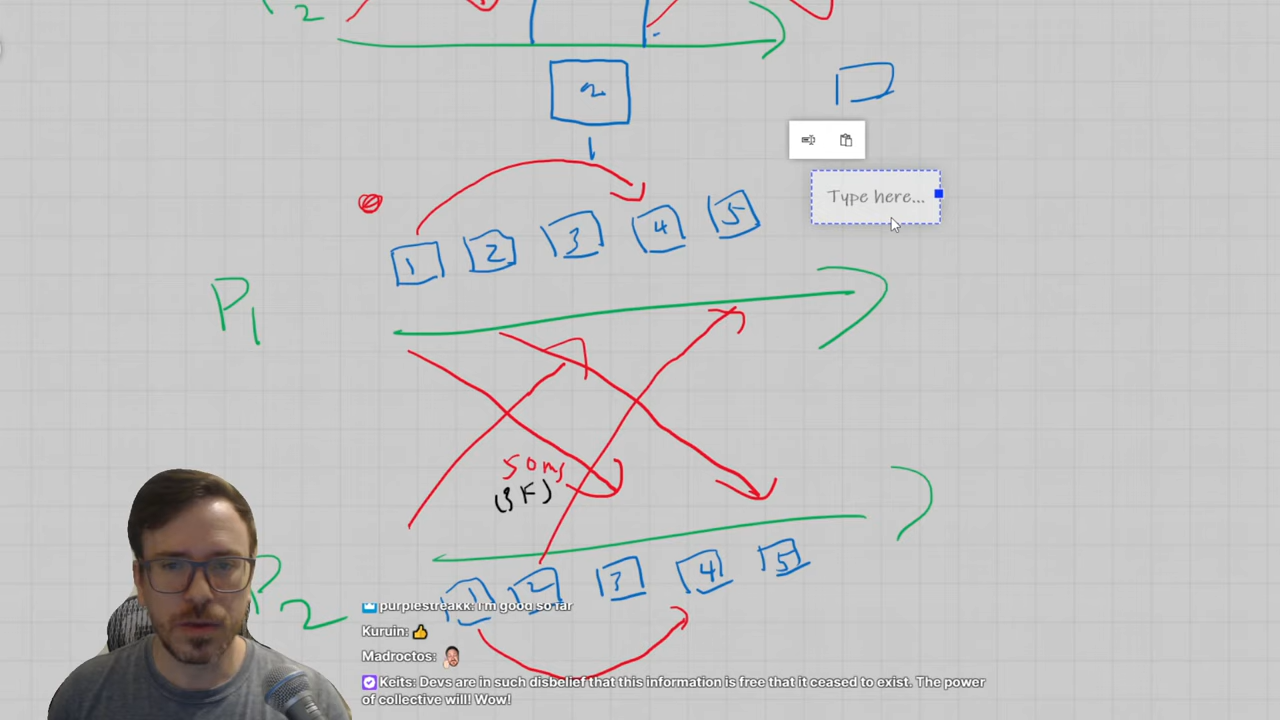 2
2
Type here...
1 2 3 4 5
P1
50ms
(3F)
P2
1 2 3 4 5
purplestreakk: I'm good so far
Kuruin: 👍
Madroctos:
Keits: Devs are in such disbelief that this information is free that it ceased to exist. The power
of collective will! Wow!